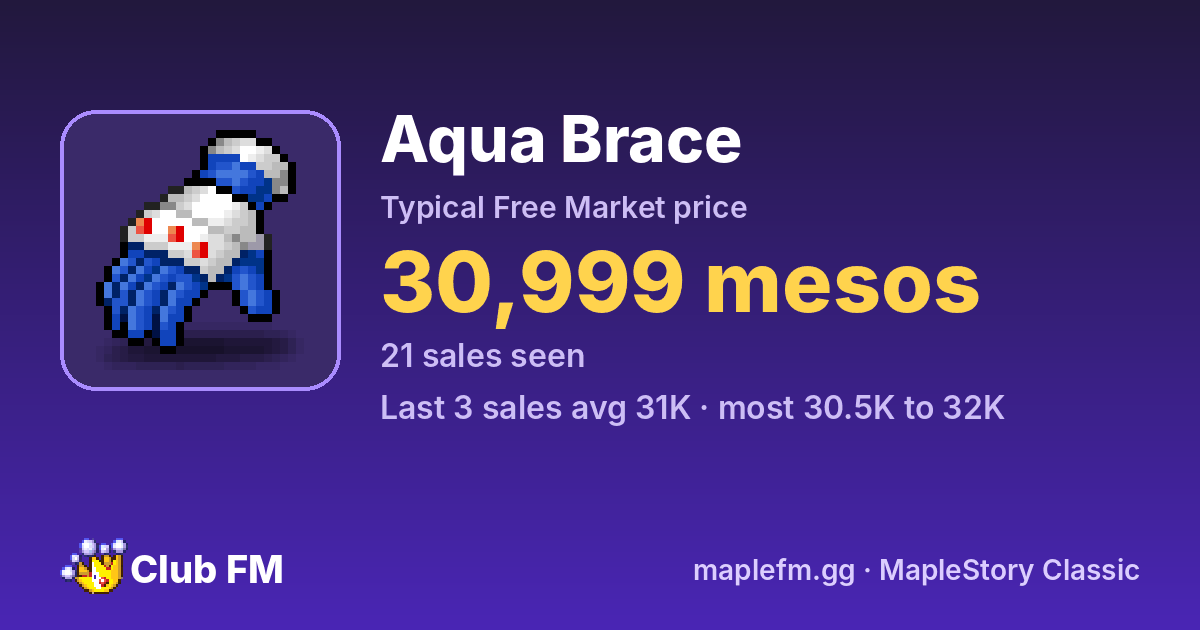 Aqua Brace
Typical Free Market price
30,999 mesos
21 sales seen
Last 3 sales avg 31K · most 30.5K to 32K
Club FM
maplefm.gg · MapleStory Classic